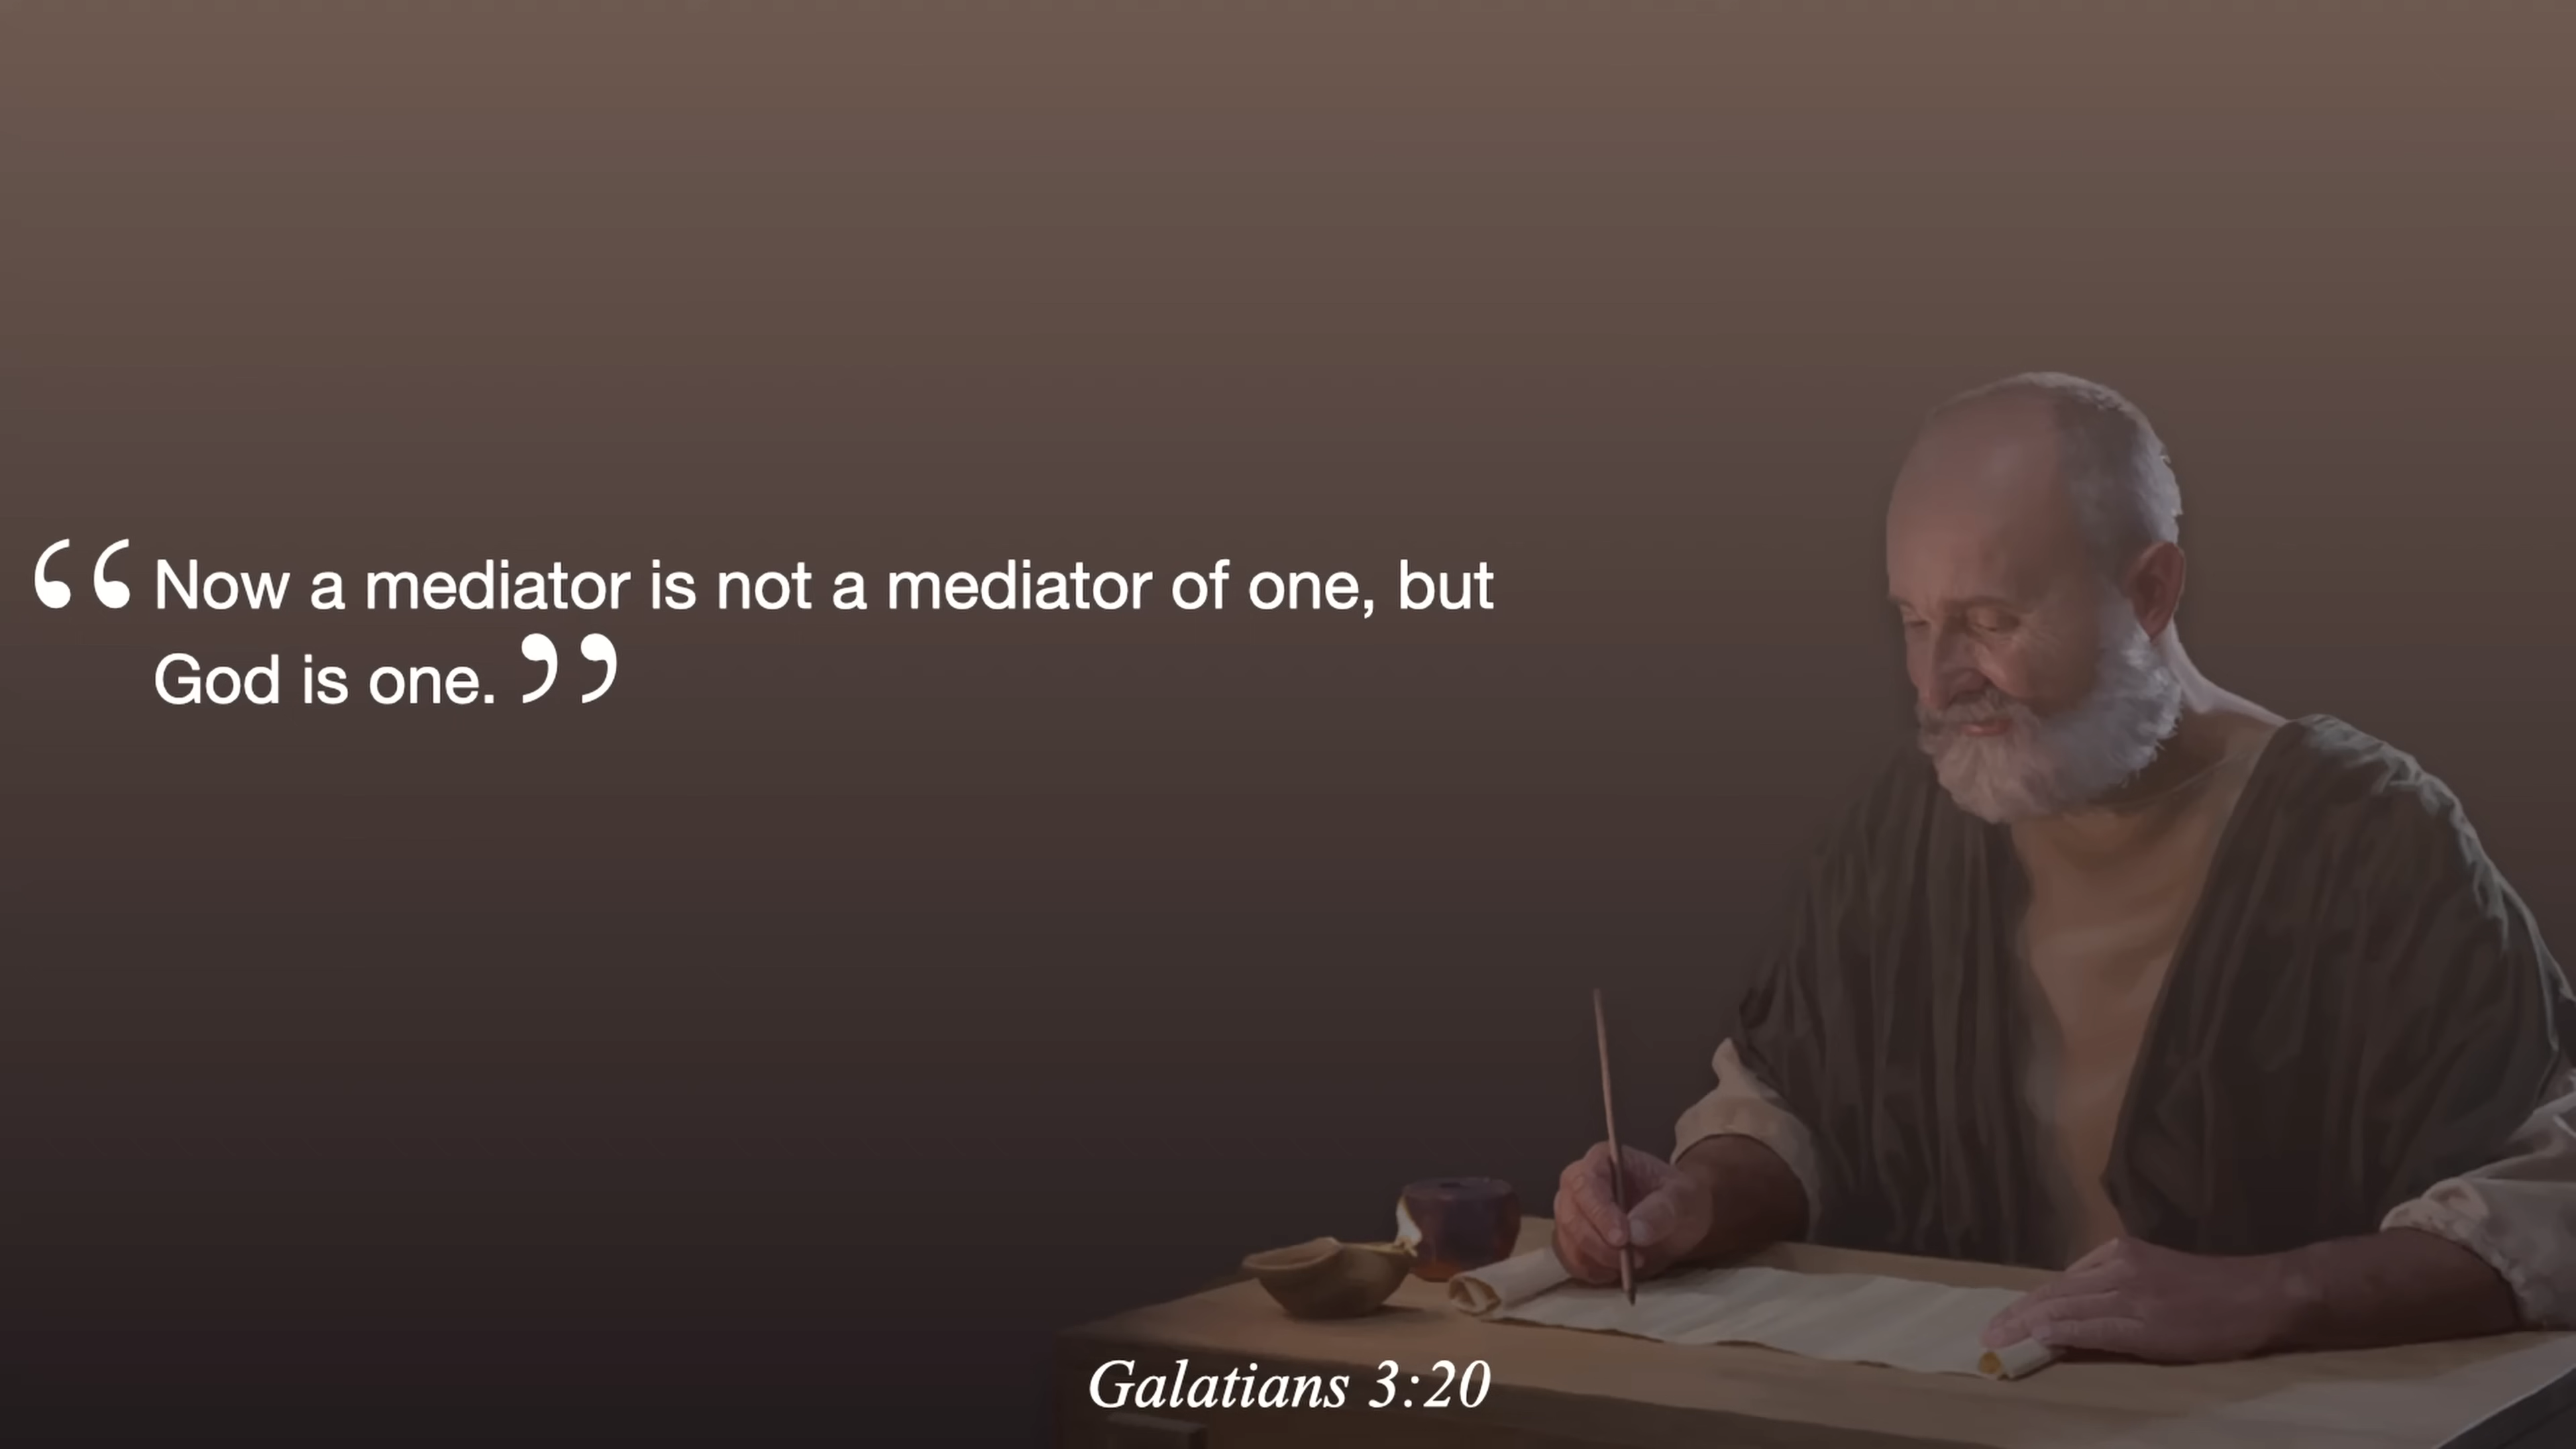 “Now a mediator is not a mediator of one, but
God is one.”
Galatians 3:20